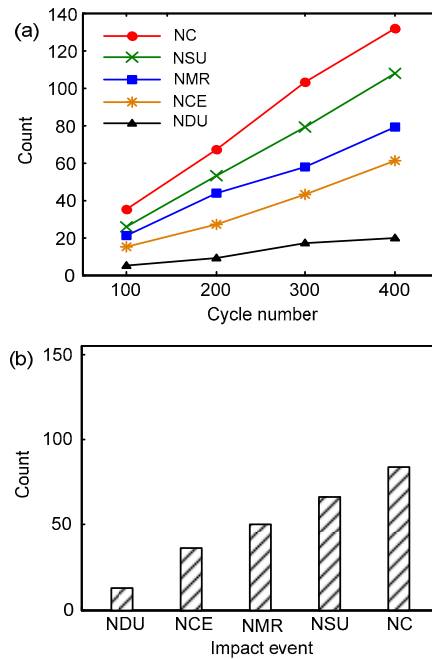 (a)
140
120
100
80
60
40
20
0
Count
NC
NSU
NMR
NCE
NDU
100 200 300 400
Cycle number
(b)
150
100
50
0
Count
NDU NCE NMR NSU NC
Impact event